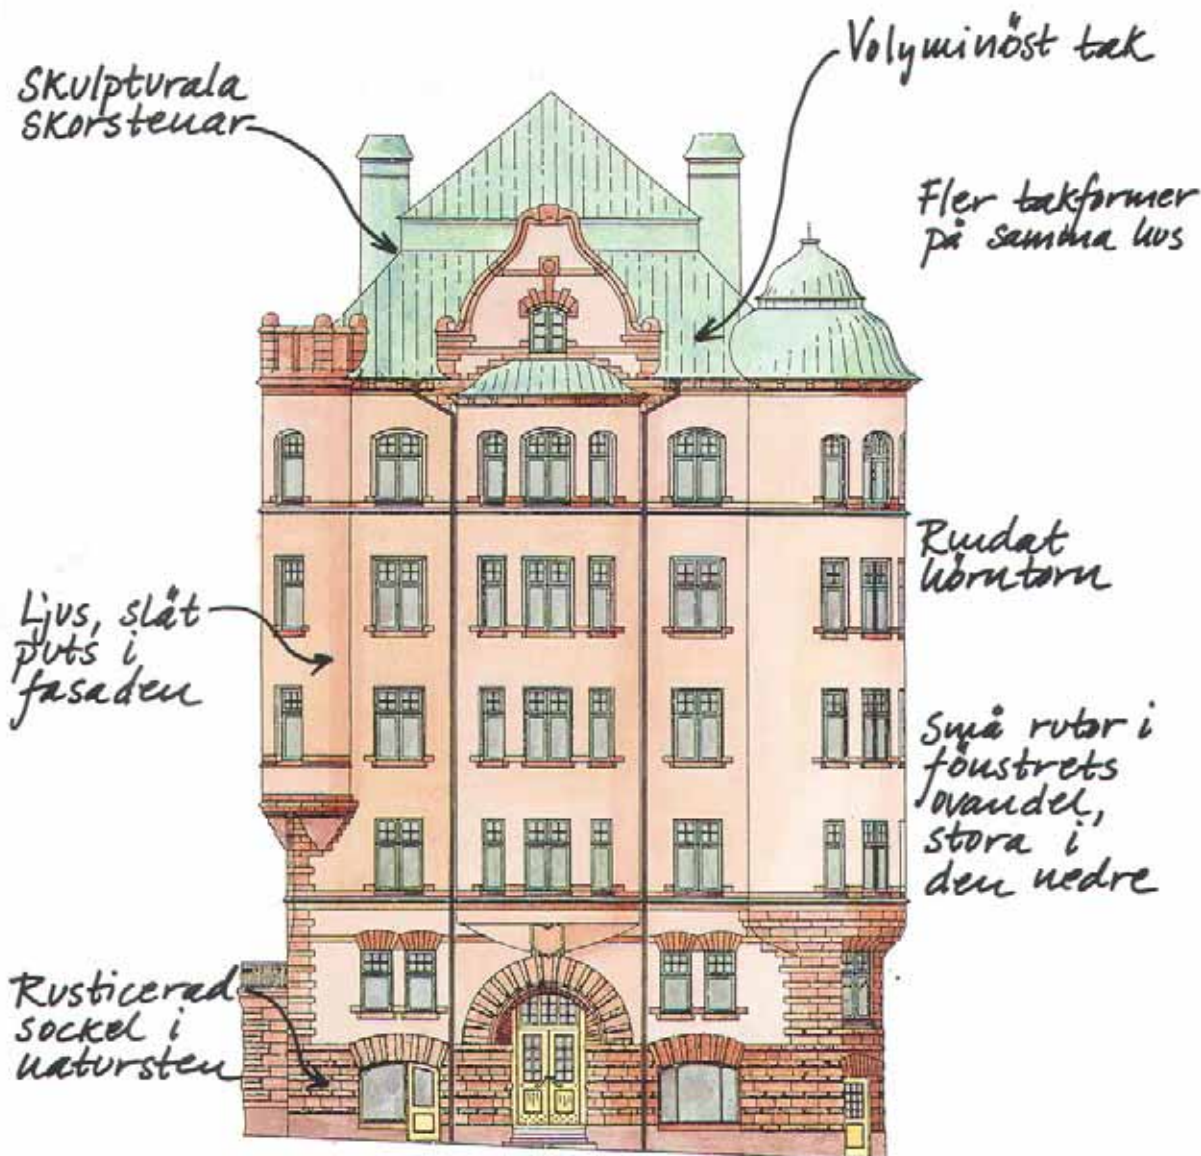 Skulpturala
skorstenar
Volyminöst tak
Fler takformer
på samma hus
Rundat
hörntorn
Ljus, slät
puts i
fasaden
Små rutor i
fönstrets
ovandel,
stora i
den nedre
Rusticerad
sockel i
natursten